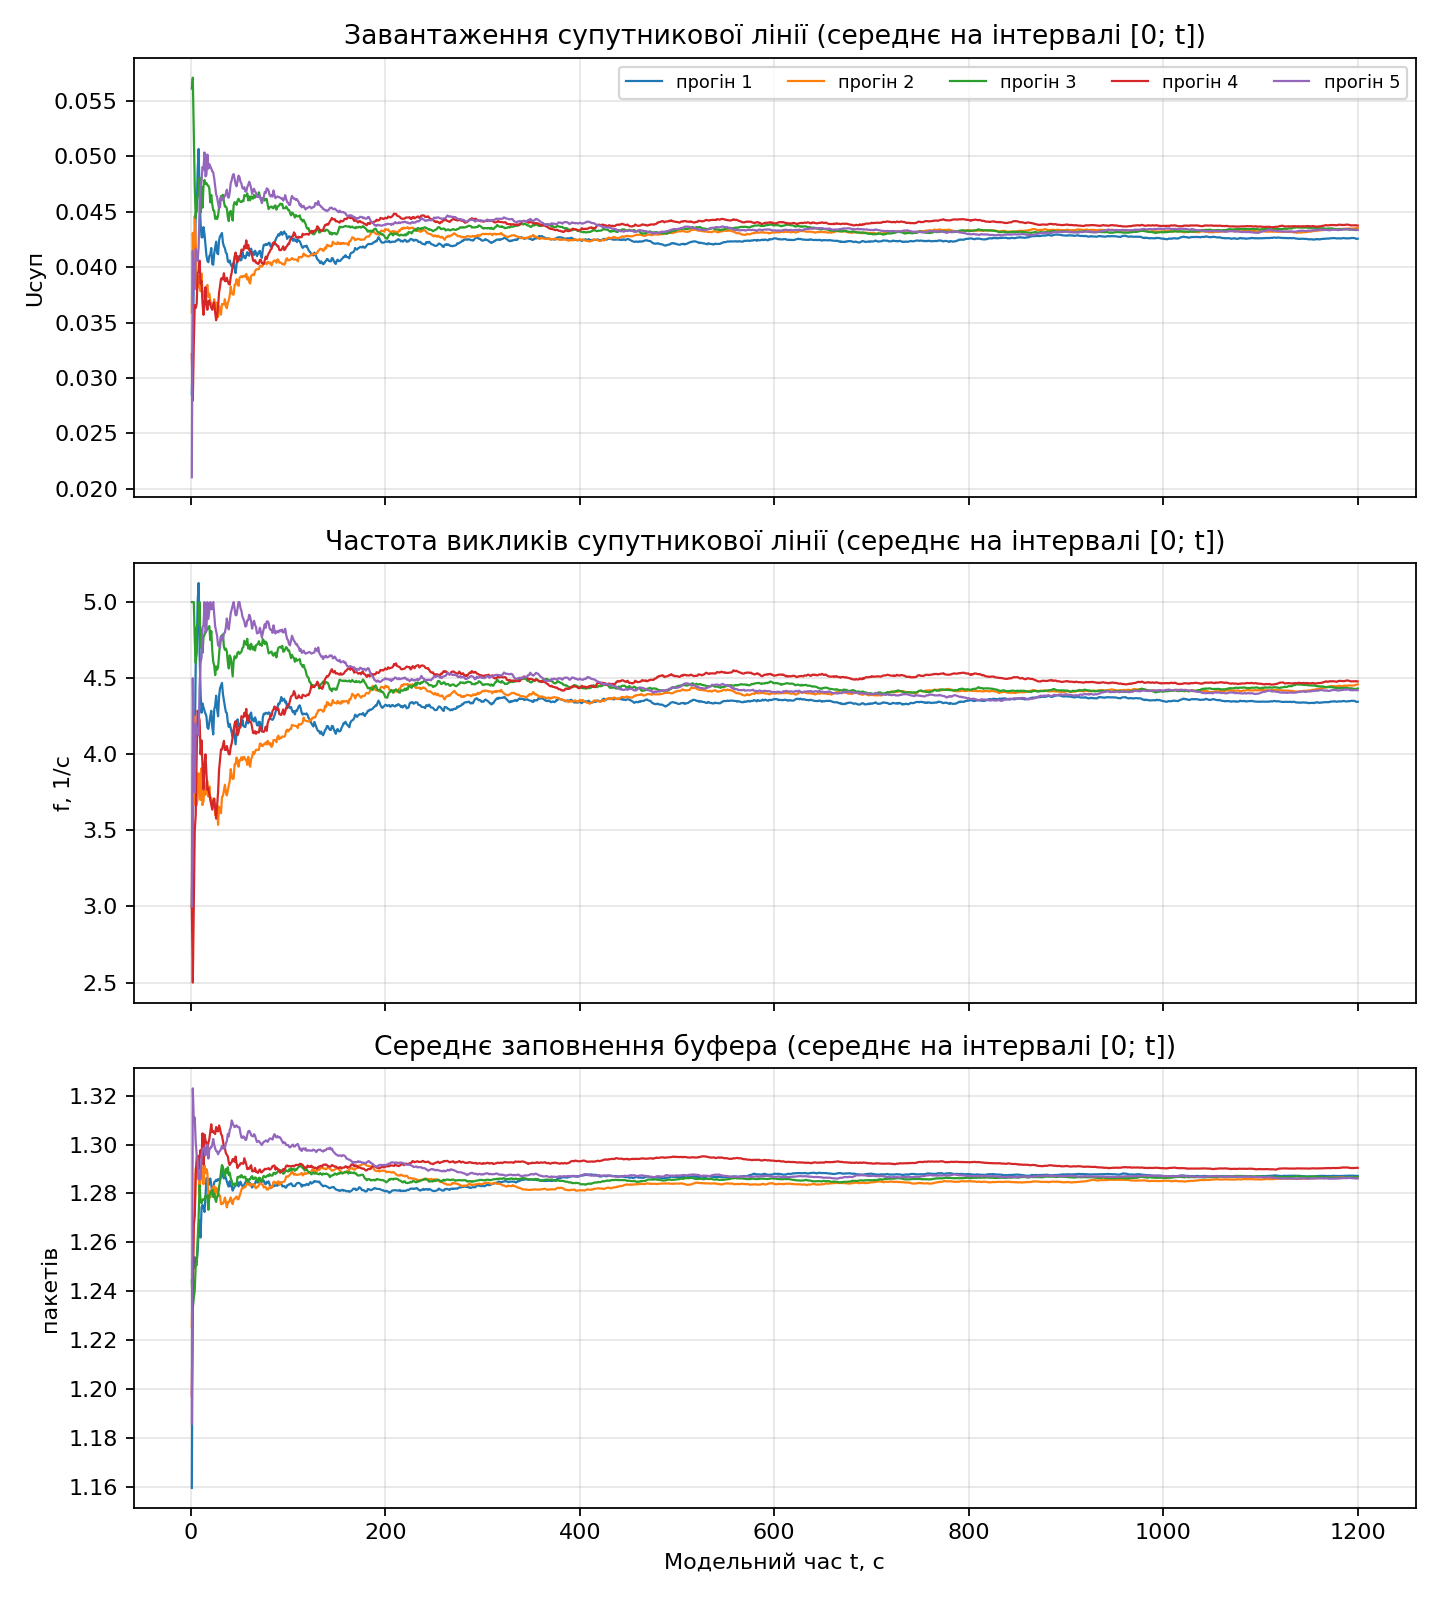 Завантаження супутникової лінії (середнє на інтервалі [0; t])
прогін 1 прогін 2 прогін 3 прогін 4 прогін 5
0.055
0.050
0.045
0.040
0.035
0.030
0.025
0.020
Uсуп
Частота викликів супутникової лінії (середнє на інтервалі [0; t])
5.0
4.5
4.0
3.5
3.0
2.5
f, 1/с
Середнє заповнення буфера (середнє на інтервалі [0; t])
1.32
1.30
1.28
1.26
1.24
1.22
1.20
1.18
1.16
пакетів
0 200 400 600 800 1000 1200
Модельний час t, с